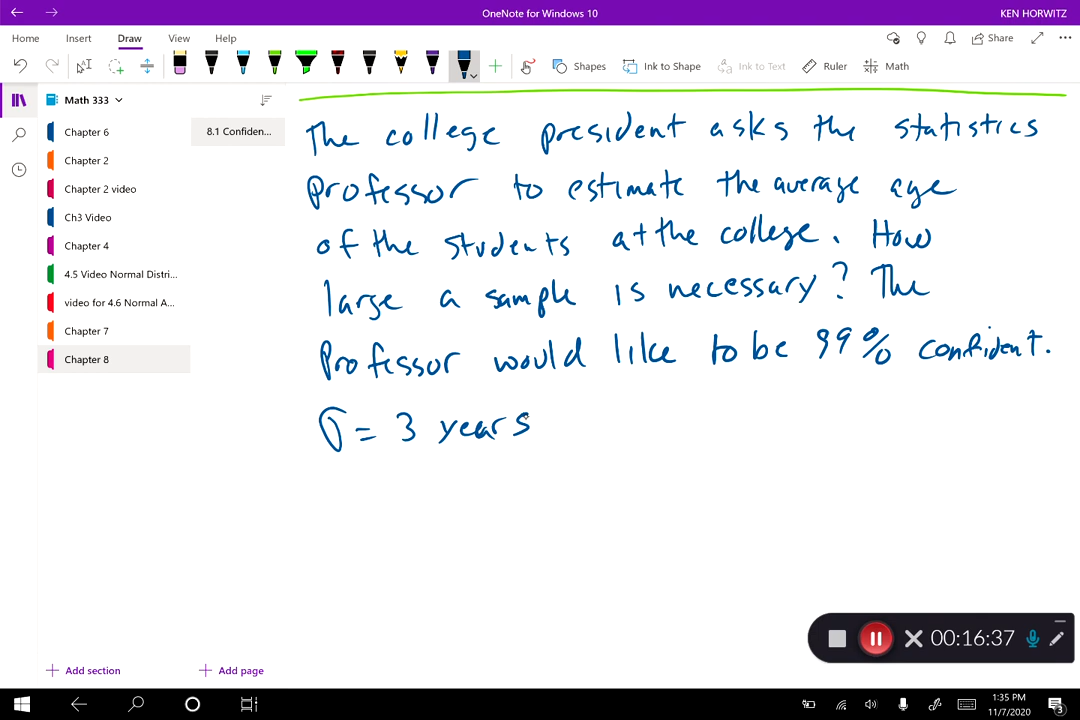 OneNote for Windows 10
KEN HORWITZ
Home Insert Draw View Help
Share
Shapes Ink to Shape Ink to Text Ruler Math
Math 333
8.1 Confiden...
Chapter 6
Chapter 2
Chapter 2 video
Ch3 Video
Chapter 4
4.5 Video Normal Distri...
video for 4.6 Normal A...
Chapter 7
Chapter 8
The college president asks the statistics
Professor to estimate the average age
of the students at the college. How
large a sample is necessary? The
Professor would like to be 99% confident.
σ = 3 years
00:16:37
Add section
Add page
1:35 PM
11/7/2020
3